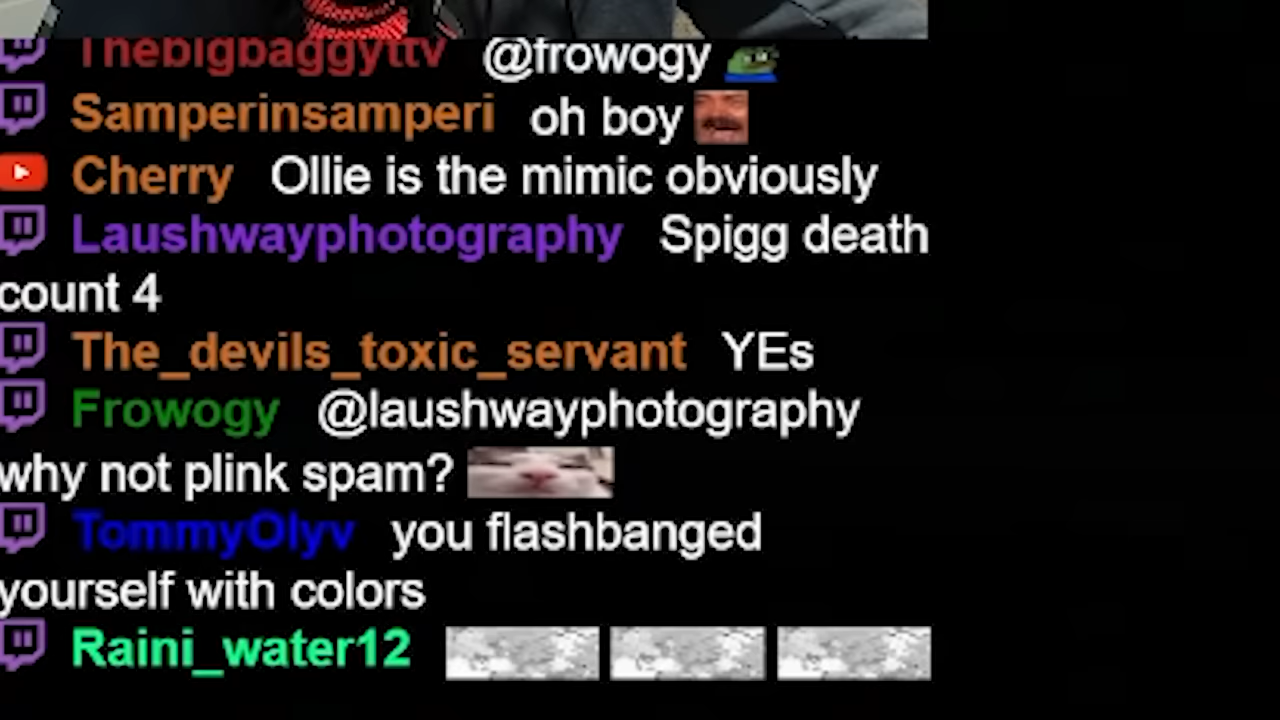 Thebigbaggyttv @frowogy
Samperinsamperi oh boy
Cherry Ollie is the mimic obviously
Laushwayphotography Spigg death
count 4
The_devils_toxic_servant YEs
Frowogy @laushwayphotography
why not plink spam?
TommyOlyv you flashbanged
yourself with colors
Raini_water12